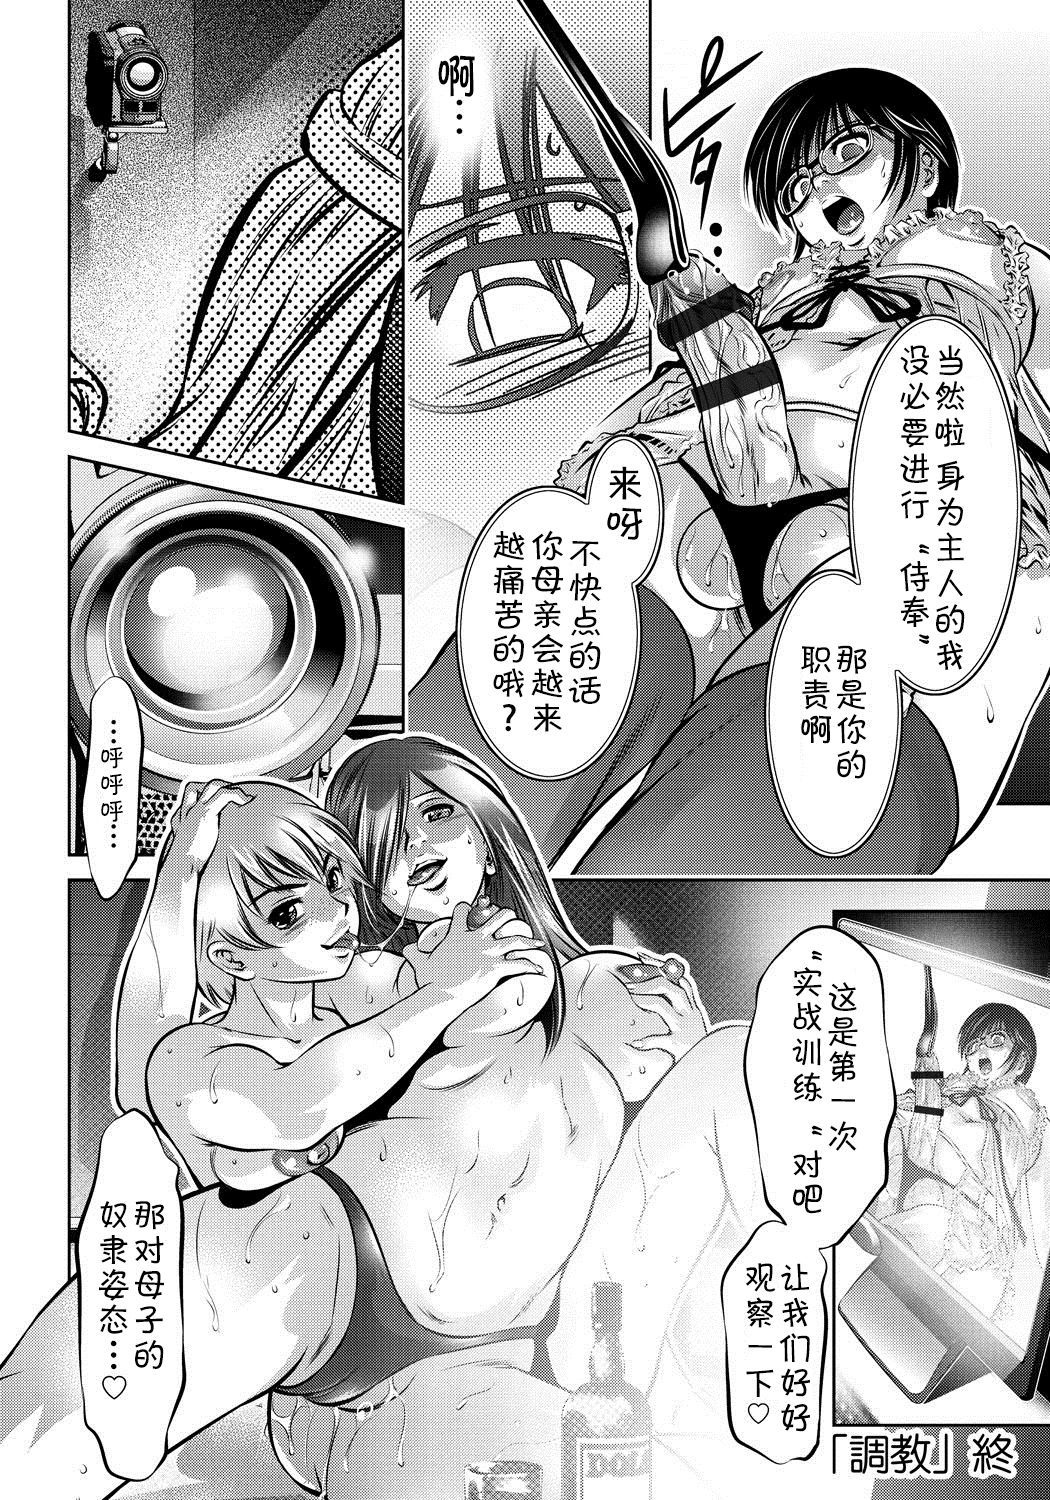 当然啦 身为主人的我
没必要进行“侍奉”
那是你的
职责啊
ビタ…
啊…
来呀
不快点的话
你母亲会越来
越痛苦的哦？
…呼呼呼…
这是第一次
“实战训练“对吧
让我们好好
观察一下♡
那对母子的
奴隶姿态…♡
「調教」終